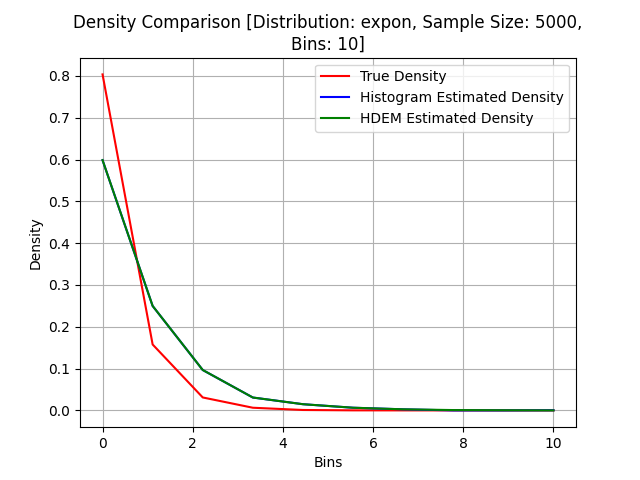 Density Comparison [Distribution: expon, Sample Size: 5000,
Bins: 10]
True Density
Histogram Estimated Density
HDEM Estimated Density
Density
0.8
0.7
0.6
0.5
0.4
0.3
0.2
0.1
0.0
0 2 4 6 8 10
Bins